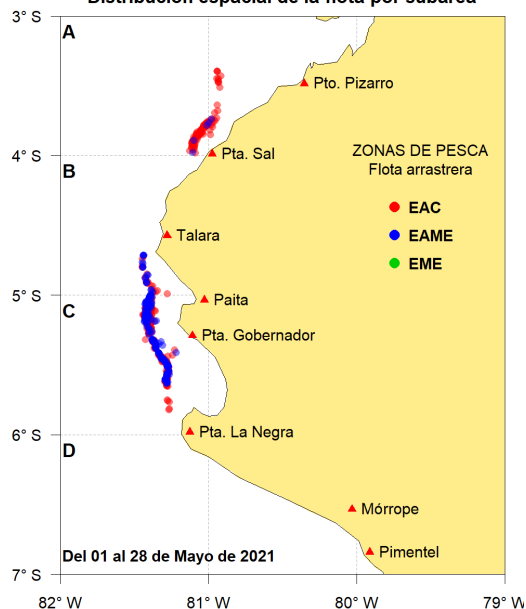 Distribución espacial de la flota por subárea
3° S
A
Pto. Pizarro
4° S
Pta. Sal
ZONAS DE PESCA
Flota arrastrera
B
EAC
Talara
EAME
EME
5° S
Paita
C
Pta. Gobernador
6° S
Pta. La Negra
D
Mórrope
Del 01 al 28 de Mayo de 2021
Pimentel
7° S
82° W
81° W
80° W
79° W